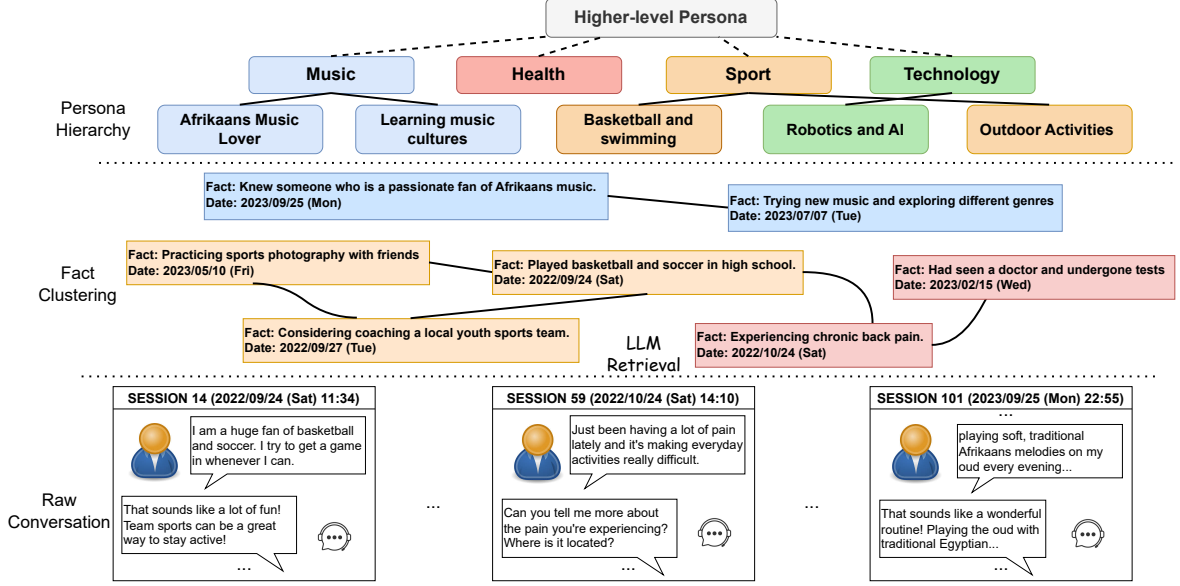 Higher-level Persona
Music
Health
Sport
Technology
Persona
Hierarchy
Afrikaans Music
Lover
Learning music
cultures
Basketball and
swimming
Robotics and AI
Outdoor Activities
Fact: Knew someone who is a passionate fan of Afrikaans music.
Date: 2023/09/25 (Mon)
Fact: Trying new music and exploring different genres
Date: 2023/07/07 (Tue)
Fact
Clustering
Fact: Practicing sports photography with friends
Date: 2023/05/10 (Fri)
Fact: Played basketball and soccer in high school.
Date: 2022/09/24 (Sat)
Fact: Had seen a doctor and undergone tests
Date: 2023/02/15 (Wed)
Fact: Considering coaching a local youth sports team.
Date: 2022/09/27 (Tue)
LLM
Retrieval
Fact: Experiencing chronic back pain.
Date: 2022/10/24 (Sat)
Raw
Conversation
SESSION 14 (2022/09/24 (Sat) 11:34)
I am a huge fan of basketball
and soccer. I try to get a game
in whenever I can.
That sounds like a lot of fun!
Team sports can be a great
way to stay active!
...
...
SESSION 59 (2022/10/24 (Sat) 14:10)
Just been having a lot of pain
lately and it's making everyday
activities really difficult.
Can you tell me more about
the pain you're experiencing?
Where is it located?
...
...
SESSION 101 (2023/09/25 (Mon) 22:55)
...
playing soft, traditional
Afrikaans melodies on my
oud every evening...
That sounds like a wonderful
routine! Playing the oud with
traditional Egyptian...
...